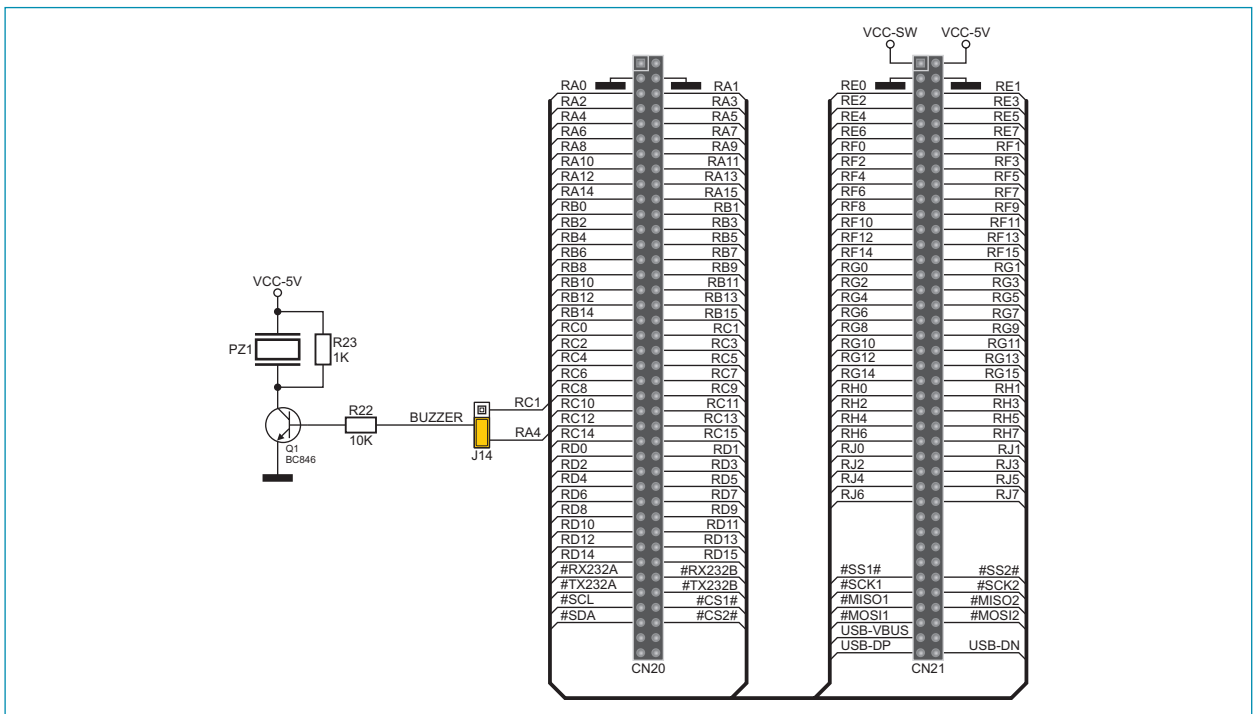 VCC-SW VCC-5V
RA0 RA1 RE0 RE1
RA2 RA3 RE2 RE3
RA4 RA5 RE4 RE5
RA6 RA7 RE6 RE7
RA8 RA9 RF0 RF1
RA10 RA11 RF2 RF3
RA12 RA13 RF4 RF5
RA14 RA15 RF6 RF7
RB0 RB1 RF8 RF9
RB2 RB3 RF10 RF11
RB4 RB5 RF12 RF13
RB6 RB7 RF14 RF15
RB8 RB9 RG0 RG1
RB10 RB11 RG2 RG3
RB12 RB13 RG4 RG5
RB14 RB15 RG6 RG7
RC0 RC1 RG8 RG9
RC2 RC3 RG10 RG11
RC4 RC5 RG12 RG13
RC6 RC7 RG14 RG15
RC8 RC9 RH0 RH1
RC10 RC11 RH2 RH3
RC12 RC13 RH4 RH5
RC14 RC15 RH6 RH7
RD0 RD1 RJ0 RJ1
RD2 RD3 RJ2 RJ3
RD4 RD5 RJ4 RJ5
RD6 RD7 RJ6 RJ7
RD8 RD9
RD10 RD11
RD12 RD13
RD14 RD15
#RX232A #RX232B #SS1# #SS2#
#TX232A #TX232B #SCK1 #SCK2
#SCL #CS1# #MISO1 #MISO2
#SDA #CS2# #MOSI1 #MOSI2
USB-VBUS
USB-DP USB-DN
CN20 CN21
VCC-5V
PZ1 R23
1K
R22 BUZZER RC1
10K RA4
J14
Q1
BC846